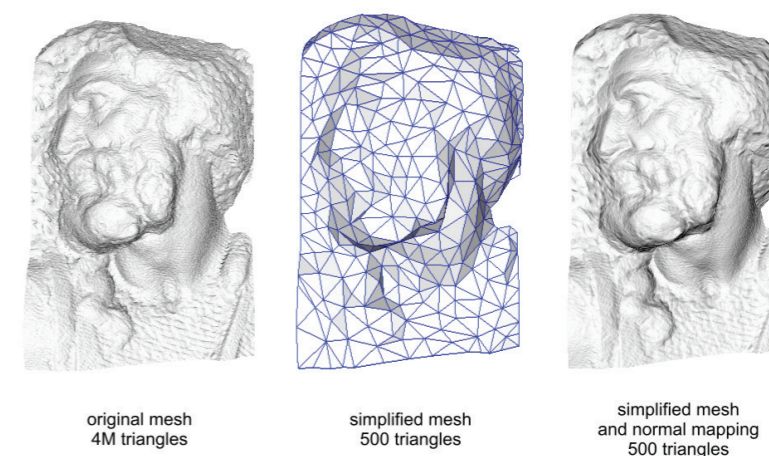 original mesh
4M triangles
simplified mesh
500 triangles
simplified mesh
and normal mapping
500 triangles